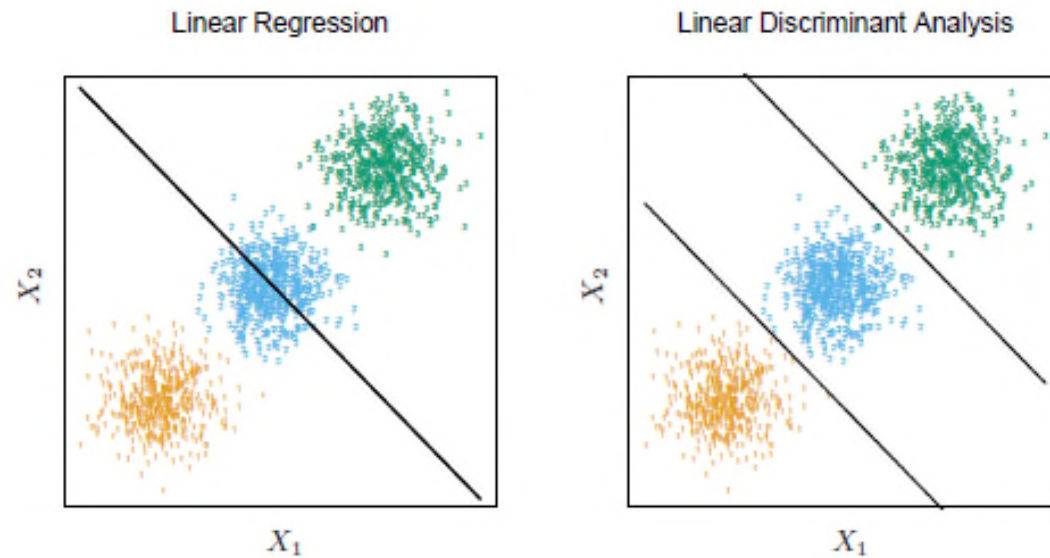 Linear Regression
Linear Discriminant Analysis
X₂
X₁
X₂
X₁